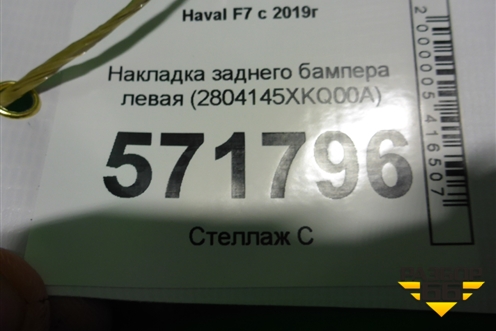 Haval F7 с 2019г
Накладка заднего бампера
левая (2804145XKQ00A)
571796
Стеллаж С
2000005416507